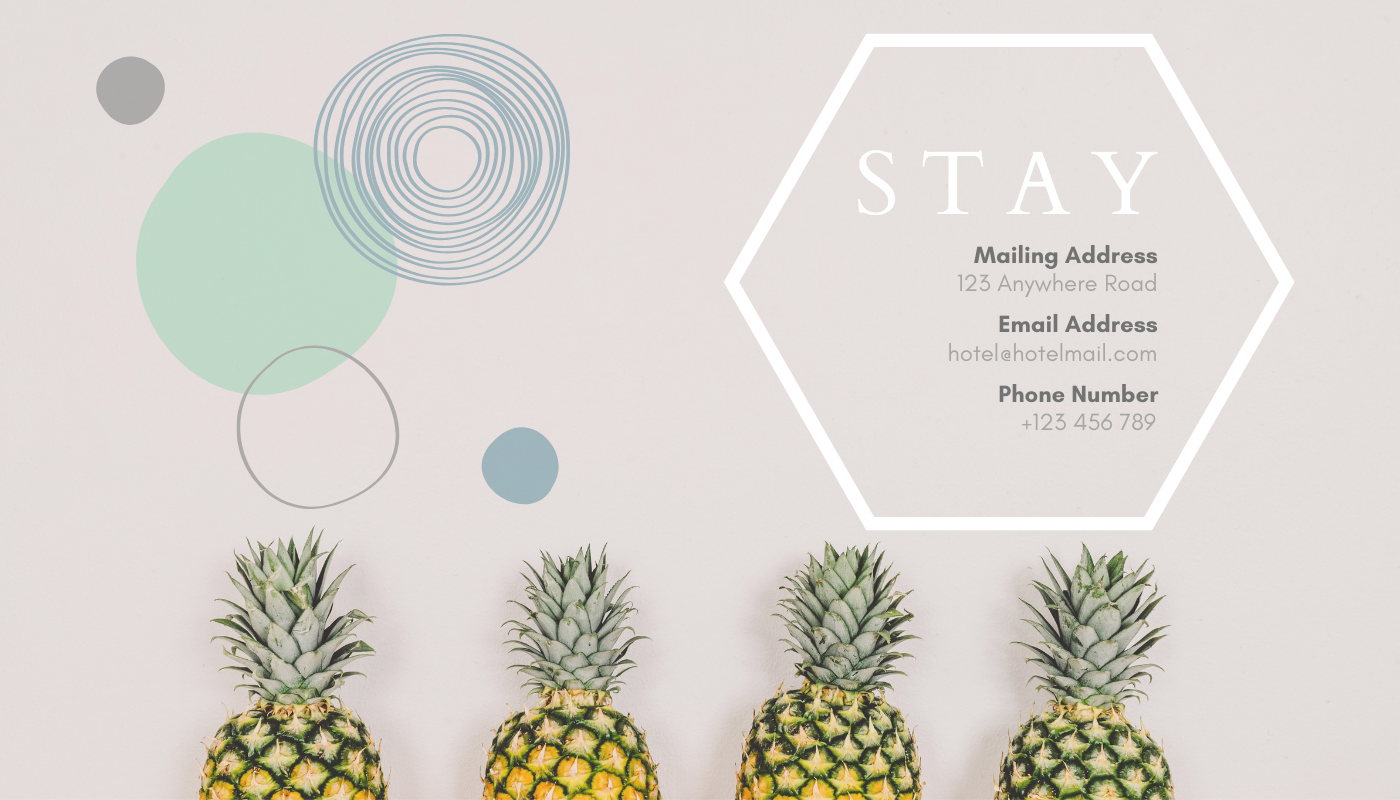 STAY
Mailing Address
123 Anywhere Road
Email Address
hotel@hotelmail.com
Phone Number
+123 456 789